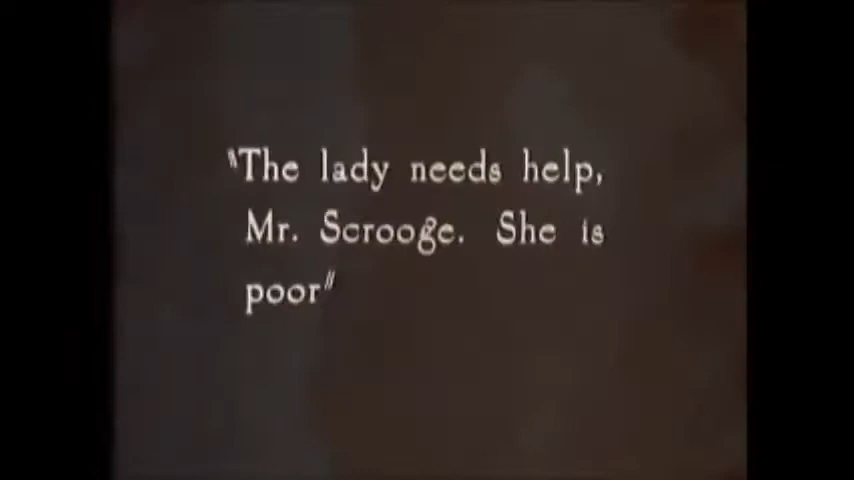 "The lady needs help,
Mr. Scrooge. She is
poor"